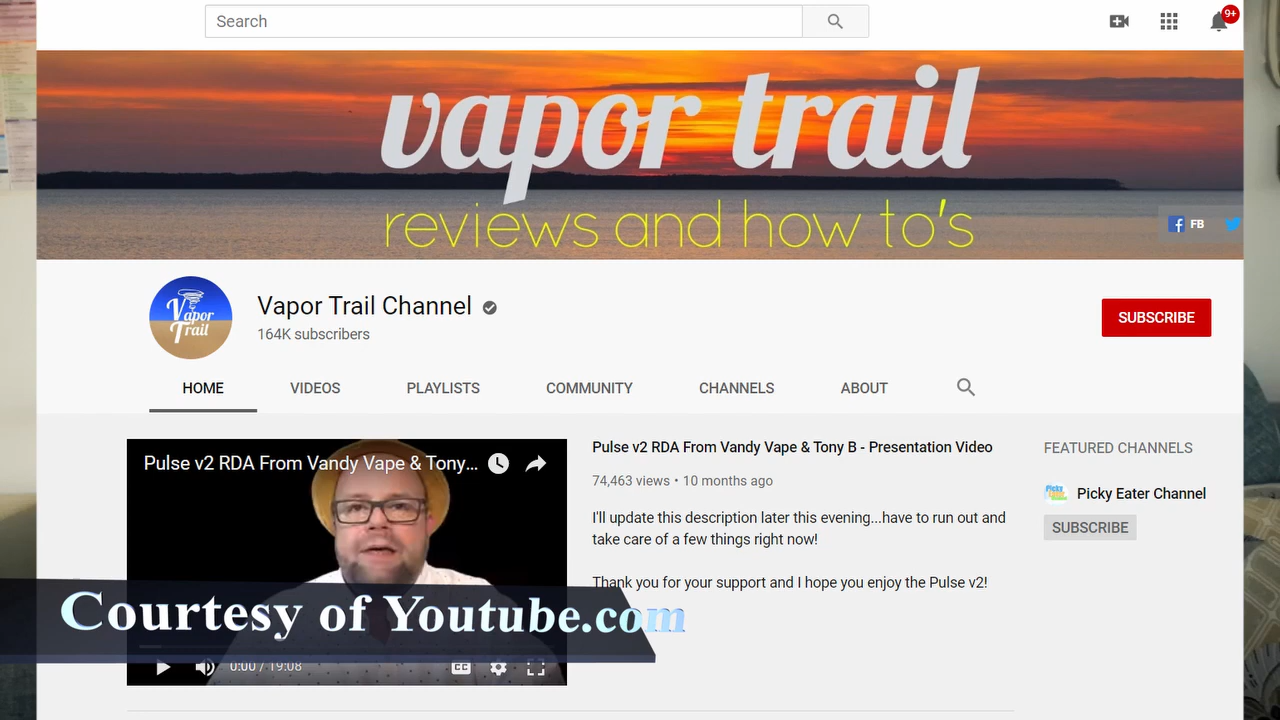 Search
9+
vapor trail
reviews and how to's
FB
Vapor Trail
Vapor Trail Channel
164K subscribers
SUBSCRIBE
HOME VIDEOS PLAYLISTS COMMUNITY CHANNELS ABOUT
Pulse v2 RDA From Vandy Vape & Tony...
Pulse v2 RDA From Vandy Vape & Tony B - Presentation Video
74,463 views • 10 months ago
I'll update this description later this evening...have to run out and
take care of a few things right now!
Thank you for your support and I hope you enjoy the Pulse v2!
FEATURED CHANNELS
Picky Eater Channel
SUBSCRIBE
Courtesy of Youtube.com
0:00 / 19:08
CC